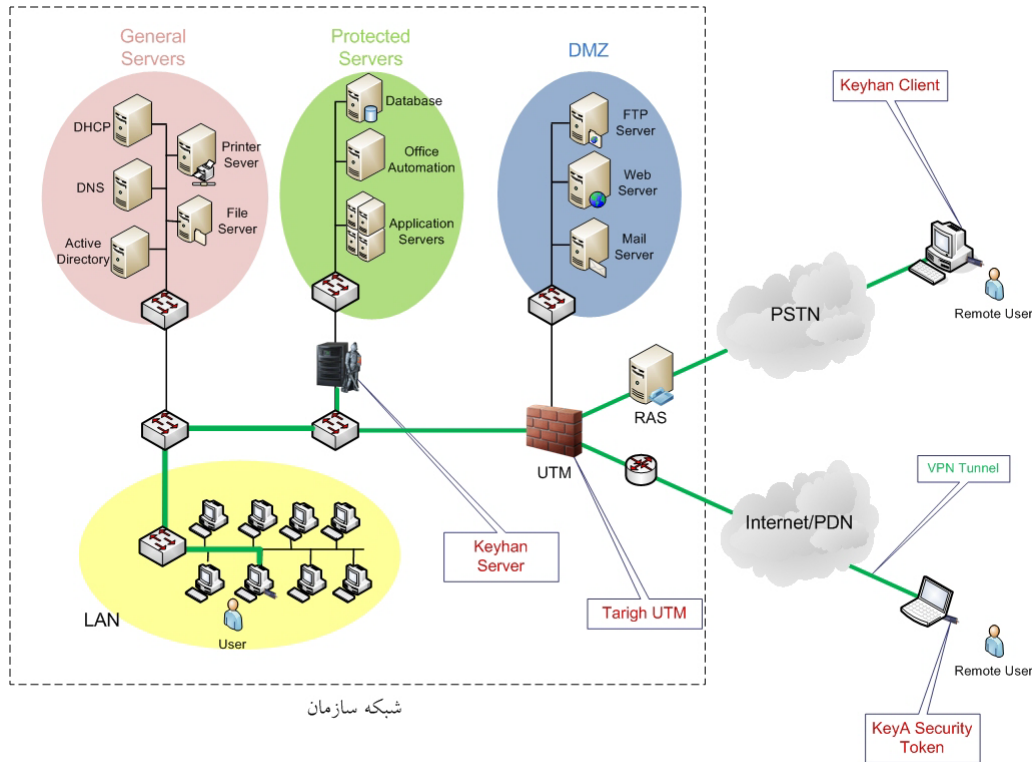 General
Servers
Protected
Servers
DMZ
DHCP
Printer
Sever
DNS
File
Server
Active
Directory
Database
Office
Automation
Application
Servers
FTP
Server
Web
Server
Mail
Server
Keyhan Client
PSTN
Remote User
RAS
UTM
VPN Tunnel
Internet/PDN
Keyhan
Server
Tarigh UTM
LAN
User
Remote User
شبکه سازمان
KeyA Security
Token